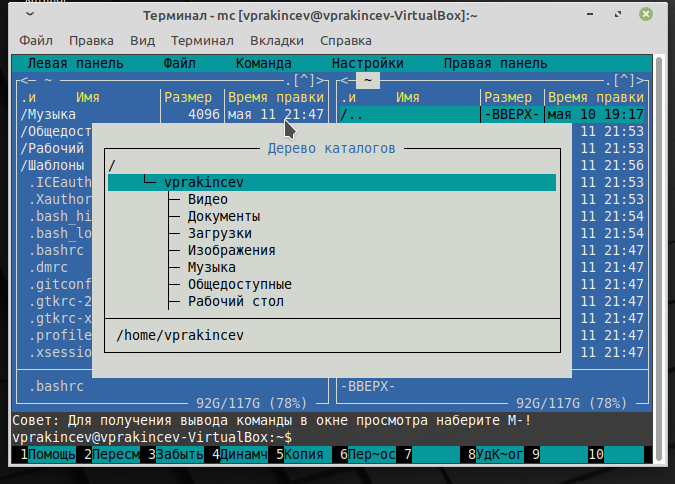 Терминал - mc [vprakincev@vprakincev-VirtualBox]:~
Файл Правка Вид Терминал Вкладки Справка
Левая панель Файл Команда Настройки Правая панель
<— ~ .[^]> <— ~ .[^]>
.и Имя Размер Время правки .и Имя Размер Время правки
/Музыка 4096 мая 11 21:47 /.. -ВВЕРХ- мая 10 19:17
/Общедост 11 21:53
/Рабочий 11 21:53
/Шаблоны 11 21:56
.ICEauth 11 21:53
.Xauthor 11 21:53
.bash_hi 11 21:54
.bash_lo 11 21:54
.bashrc 11 21:47
.dmrc 11 21:47
.gitconf 11 21:47
.gtkrc-2 11 21:47
.gtkrc-x 11 21:47
.profile 11 21:47
.xsessio 11 21:47
Дерево каталогов
/
vprakincev
Видео
Документы
Загрузки
Изображения
Музыка
Общедоступные
Рабочий стол
/home/vprakincev
.bashrc -ВВЕРХ-
92G/117G (78%) 92G/117G (78%)
Совет: Для получения вывода команды в окне просмотра наберите M-!
vprakincev@vprakincev-VirtualBox:~$
1Помощь 2Пересм 3Забыть 4Динамч 5Копия 6Пер~ос 7 8УдК~ог 9 10